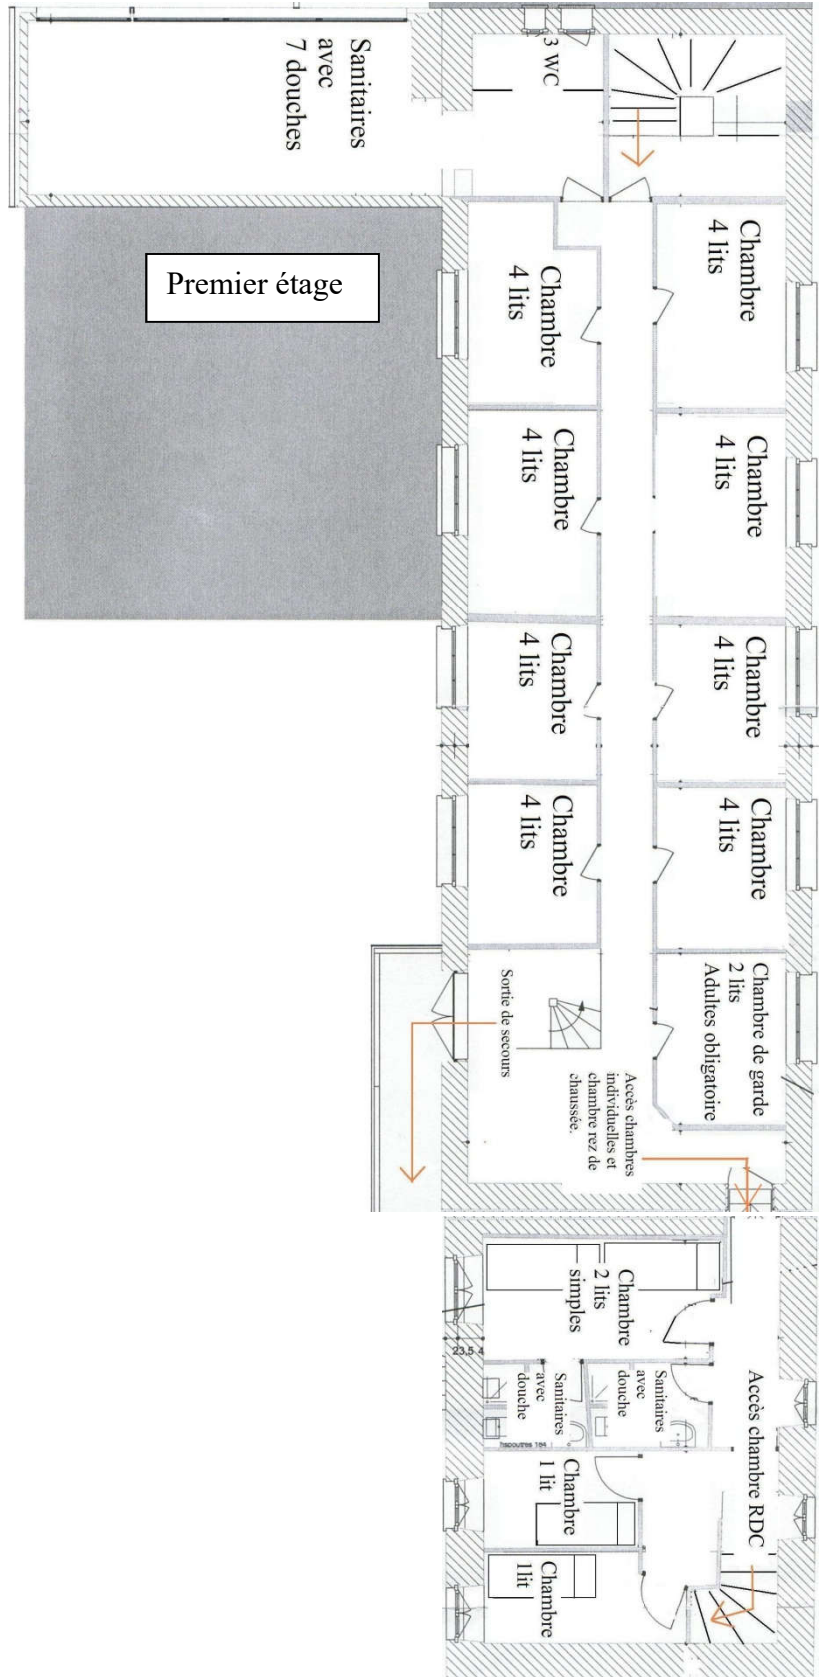 Sanitaires
avec
7 douches
3 WC
Premier étage
Chambre
4 lits
Chambre
4 lits
Chambre
4 lits
Chambre
4 lits
Chambre
4 lits
Chambre
4 lits
Chambre
4 lits
Chambre
4 lits
Chambre de garde
2 lits
Adultes obligatoire
Sortie de secours
Accès chambres
individuelles et
chambre rez de
chaussée.
Chambre
2 lits
simples
23.5 4
Sanitaires
avec
douche
Sanitaires
avec
douche
Accès chambre RDC
Chambre
1 lit
Chambre
1lit